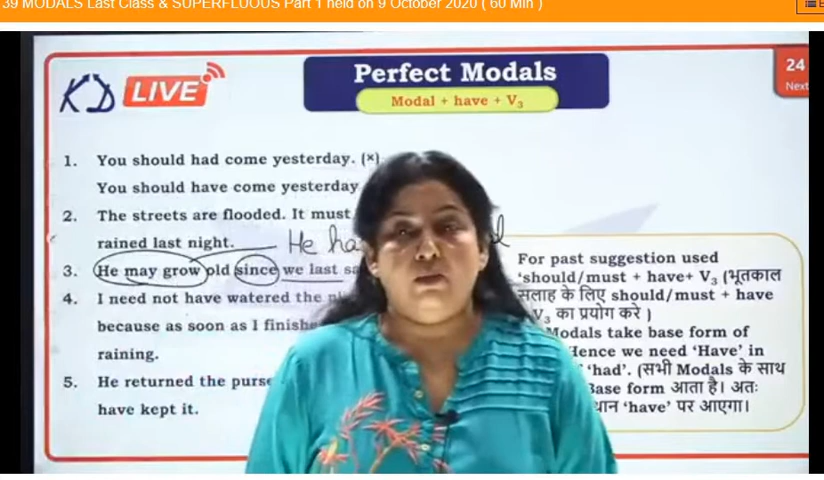 39 MODALS Last Class & SUPERFLUOUS Part 1 held on 9 October 2020 ( 60 Min )
KD LIVE
Perfect Modals
Modal + have + V₃
24
Next
1. You should had come yesterday. (×)
You should have come yesterday
2. The streets are flooded. It must
rained last night.
He ha
3. He may grow old since we last
4. I need not have watered the
because as soon as I finishe
raining.
5. He returned the purse
have kept it.
For past suggestion used
'should/must + have+ V₃ (भूतकाल
सलाह के लिए should/must + have
V₃ का प्रयोग करे )
Modals take base form of
Hence we need 'Have' in
'had'. (सभी Modals के साथ
Base form आता है। अतः
'have' पर आएगा।